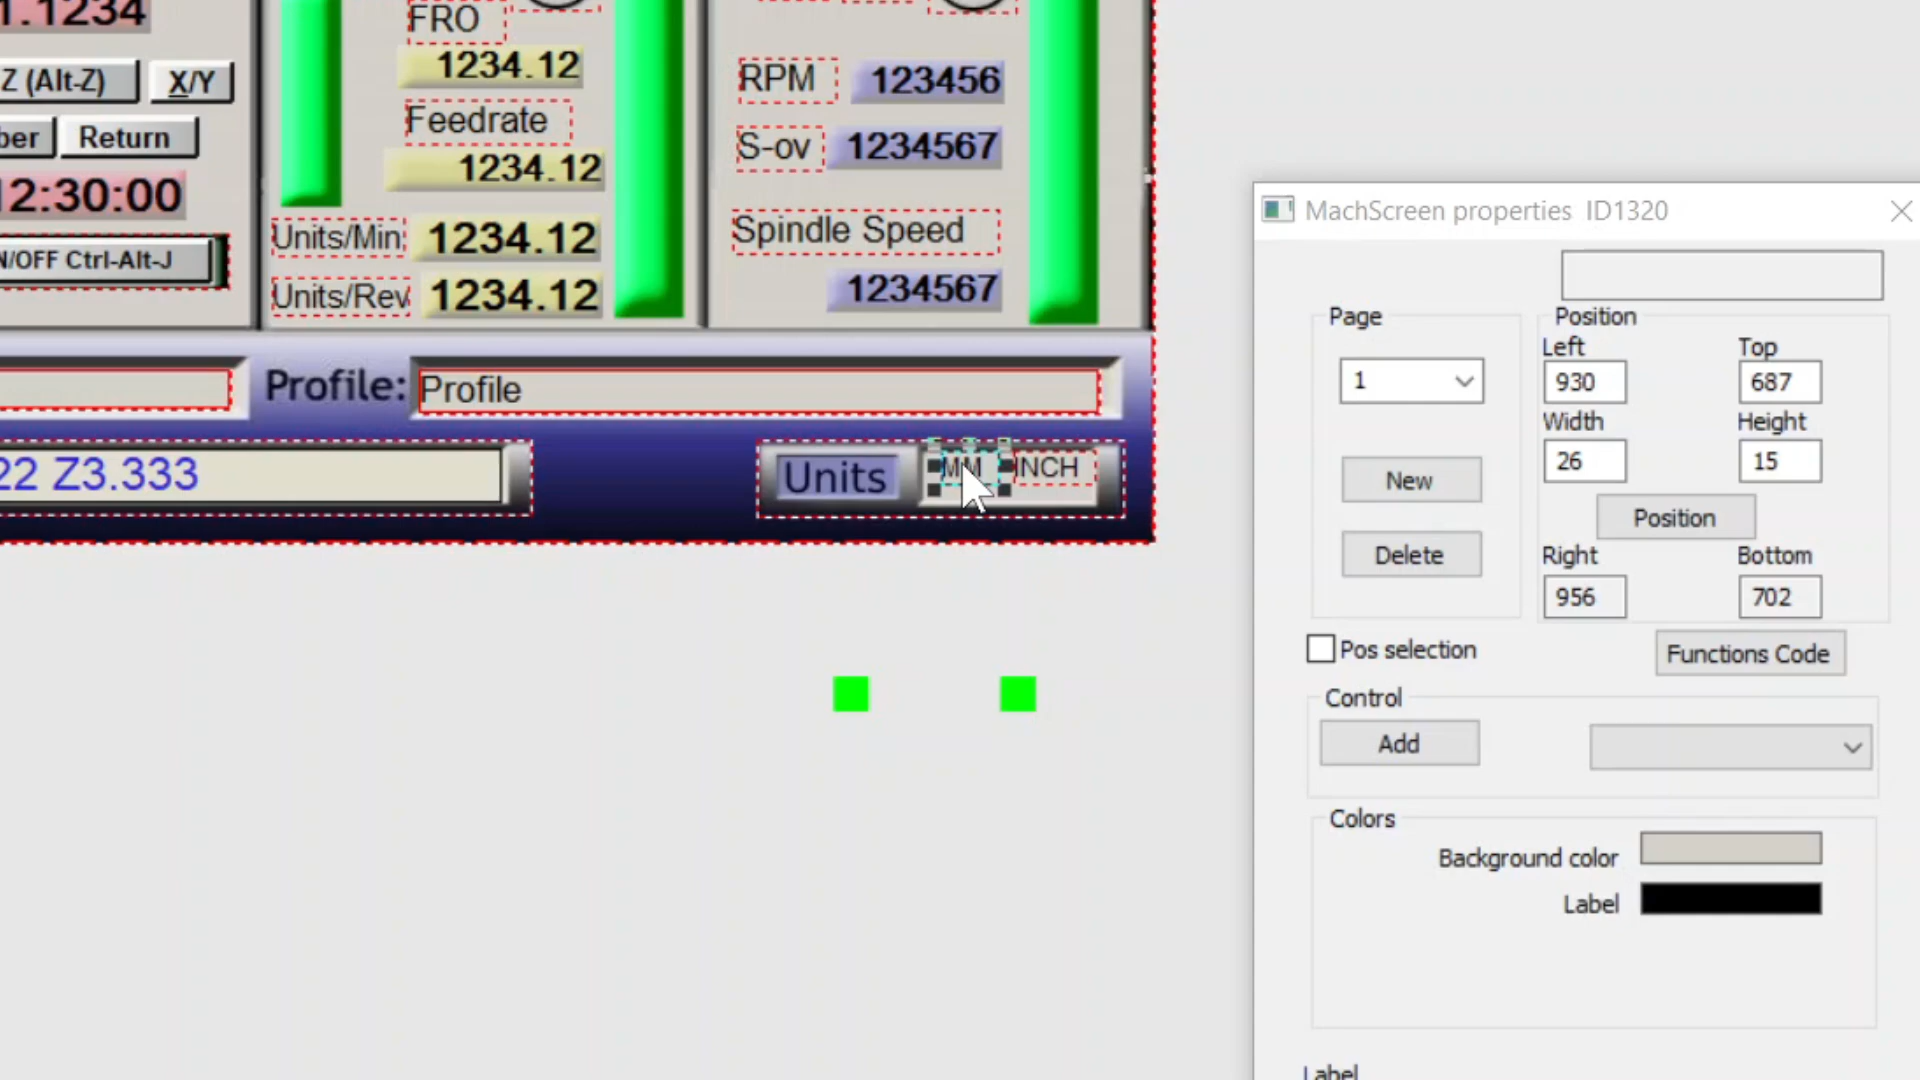 1.1234
Z (Alt-Z)
X/Y
ber
Return
12:30:00
N/OFF Ctrl-Alt-J
FRO
1234.12
Feedrate
1234.12
Units/Min
1234.12
Units/Rev
1234.12
RPM
123456
S-ov
1234567
Spindle Speed
1234567
Profile:
Profile
22 Z3.333
Units
MM
INCH
MachScreen properties ID1320
Page
1
New
Delete
Position
Left
Top
930
687
Width
Height
26
15
Position
Right
Bottom
956
702
Pos selection
Functions Code
Control
Add
Colors
Background color
Label
Label